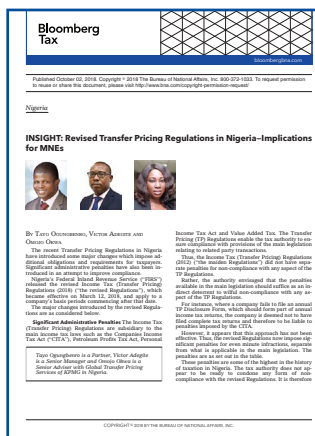 Bloomberg
Tax
bloombergbna.com
Published October 02, 2018. Copyright © 2018 The Bureau of National Affairs, Inc. 800-372-1033. To request permission
to reuse or share this document, please visit http://www.bna.com/copyright-permission-request/
Nigeria
INSIGHT: Revised Transfer Pricing Regulations in Nigeria—Implications
for MNEs
BY TAYO OGUNGBENRO, VICTOR ADEGITE AND
OMOJO OKWA
The recent Transfer Pricing Regulations in Nigeria
have introduced some major changes which impose ad-
ditional obligations and requirements for taxpayers.
Significant administrative penalties have also been in-
troduced in an attempt to improve compliance.
Nigeria's Federal Inland Revenue Service ("FIRS")
released the revised Income Tax (Transfer Pricing)
Regulations (2018) ("the revised Regulations"), which
became effective on March 12, 2018, and apply to a
company's basis periods commencing after that date.
The major changes introduced by the revised Regula-
tions are as considered below.
Significant Administrative Penalties The Income Tax
(Transfer Pricing) Regulations are subsidiary to the
main income tax laws such as the Companies Income
Tax Act ("CITA"), Petroleum Profits Tax Act, Personal
Tayo Ogungbenro is a Partner, Victor Adegite
is a Senior Manager and Omojo Okwa is a
Senior Adviser with Global Transfer Pricing
Services of KPMG in Nigeria.
Income Tax Act and Value Added Tax. The Transfer
Pricing (TP) Regulations enable the tax authority to en-
sure compliance with provisions of the main legislation
relating to related party transactions.
Thus, the Income Tax (Transfer Pricing) Regulations
(2012) ("the maiden Regulations") did not have sepa-
rate penalties for non-compliance with any aspect of the
TP Regulations.
Rather, the authority envisaged that the penalties
available in the main legislation should suffice as an in-
direct deterrent to wilful non-compliance with any as-
pect of the TP Regulations.
For instance, where a company fails to file an annual
TP Disclosure Form, which should form part of annual
income tax returns, the company is deemed not to have
filed complete tax returns and therefore to be liable to
penalties imposed by the CITA.
However, it appears that this approach has not been
effective. Thus, the revised Regulations now impose sig-
nificant penalties for even minute infractions, separate
from what is applicable in the main legislation. The
penalties are as set out in the table.
These penalties are some of the highest in the history
of taxation in Nigeria. The tax authority does not ap-
pear to be ready to condone any form of non-
compliance with the revised Regulations. It is therefore
COPYRIGHT © 2018 BY THE BUREAU OF NATIONAL AFFAIRS, INC.